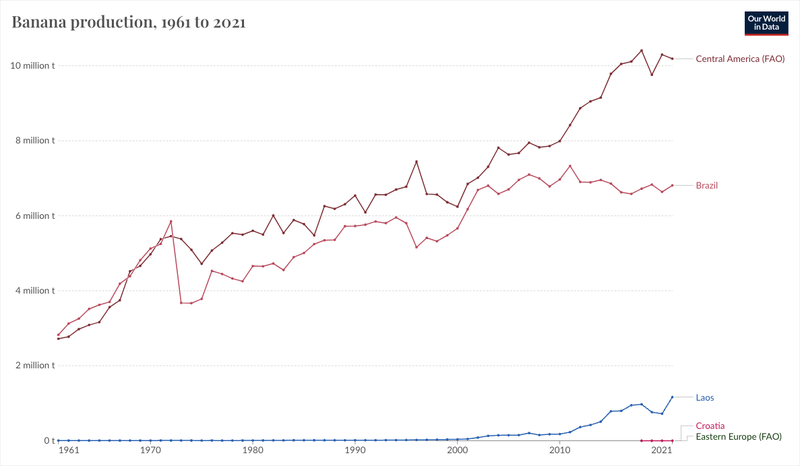 Banana production, 1961 to 2021
Our World
in Data
10 million t
Central America (FAO)
8 million t
Brazil
6 million t
4 million t
2 million t
Laos
Croatia
Eastern Europe (FAO)
0 t
1961 1970 1980 1990 2000 2010 2021